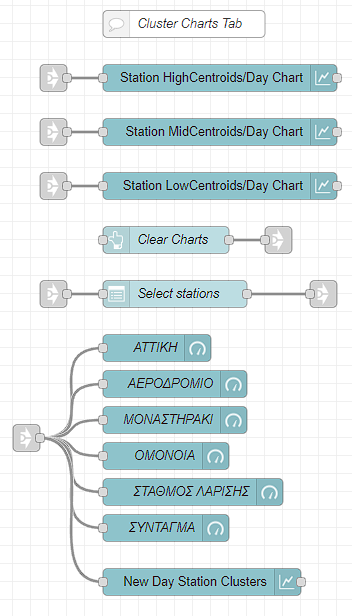 Cluster Charts Tab
Station HighCentroids/Day Chart
Station MidCentroids/Day Chart
Station LowCentroids/Day Chart
Clear Charts
Select stations
ΑΤΤΙΚΗ
ΑΕΡΟΔΡΟΜΙΟ
ΜΟΝΑΣΤΗΡΑΚΙ
ΟΜΟΝΟΙΑ
ΣΤΑΘΜΟΣ ΛΑΡΙΣΗΣ
ΣΥΝΤΑΓΜΑ
New Day Station Clusters